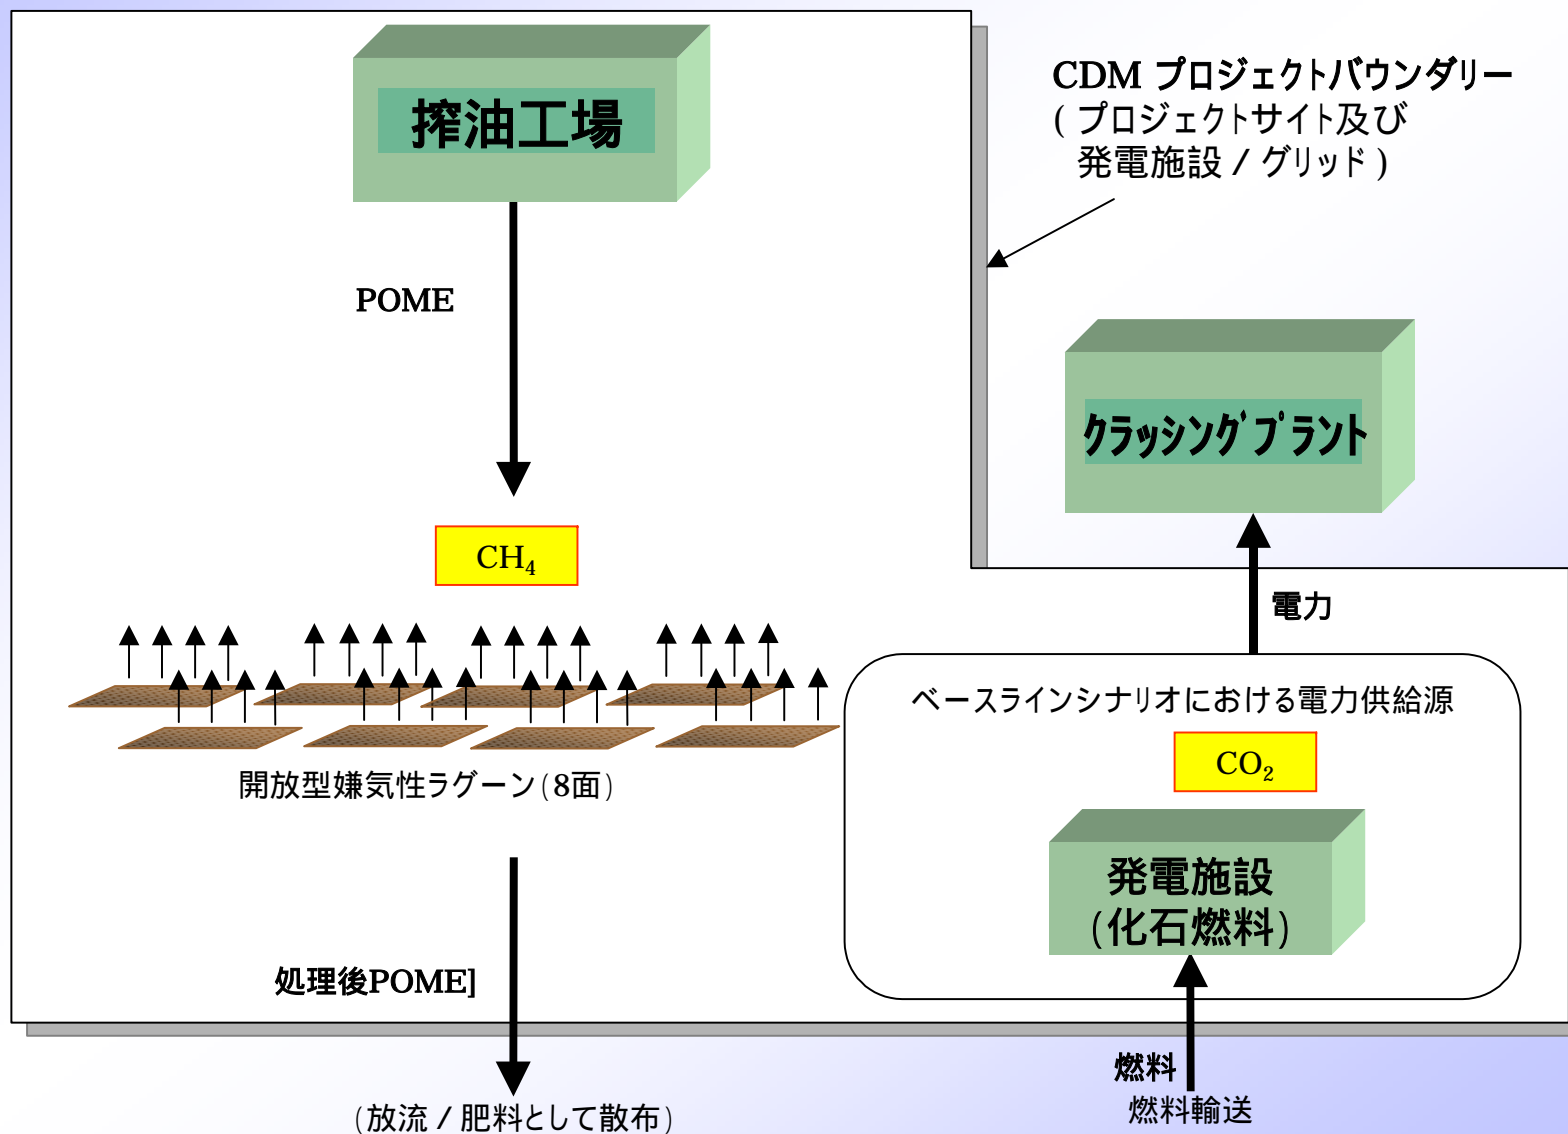 搾油工場
CDM プロジェクトバウンダリー
( プロジェクトサイト及び
発電施設 / グリッド )
POME
クラッシングプラント
CH₄
電力
ベースラインシナリオにおける電力供給源
CO₂
開放型嫌気性ラグーン(8面)
発電施設
(化石燃料)
処理後POME]
燃料
燃料輸送
(放流 / 肥料として散布)